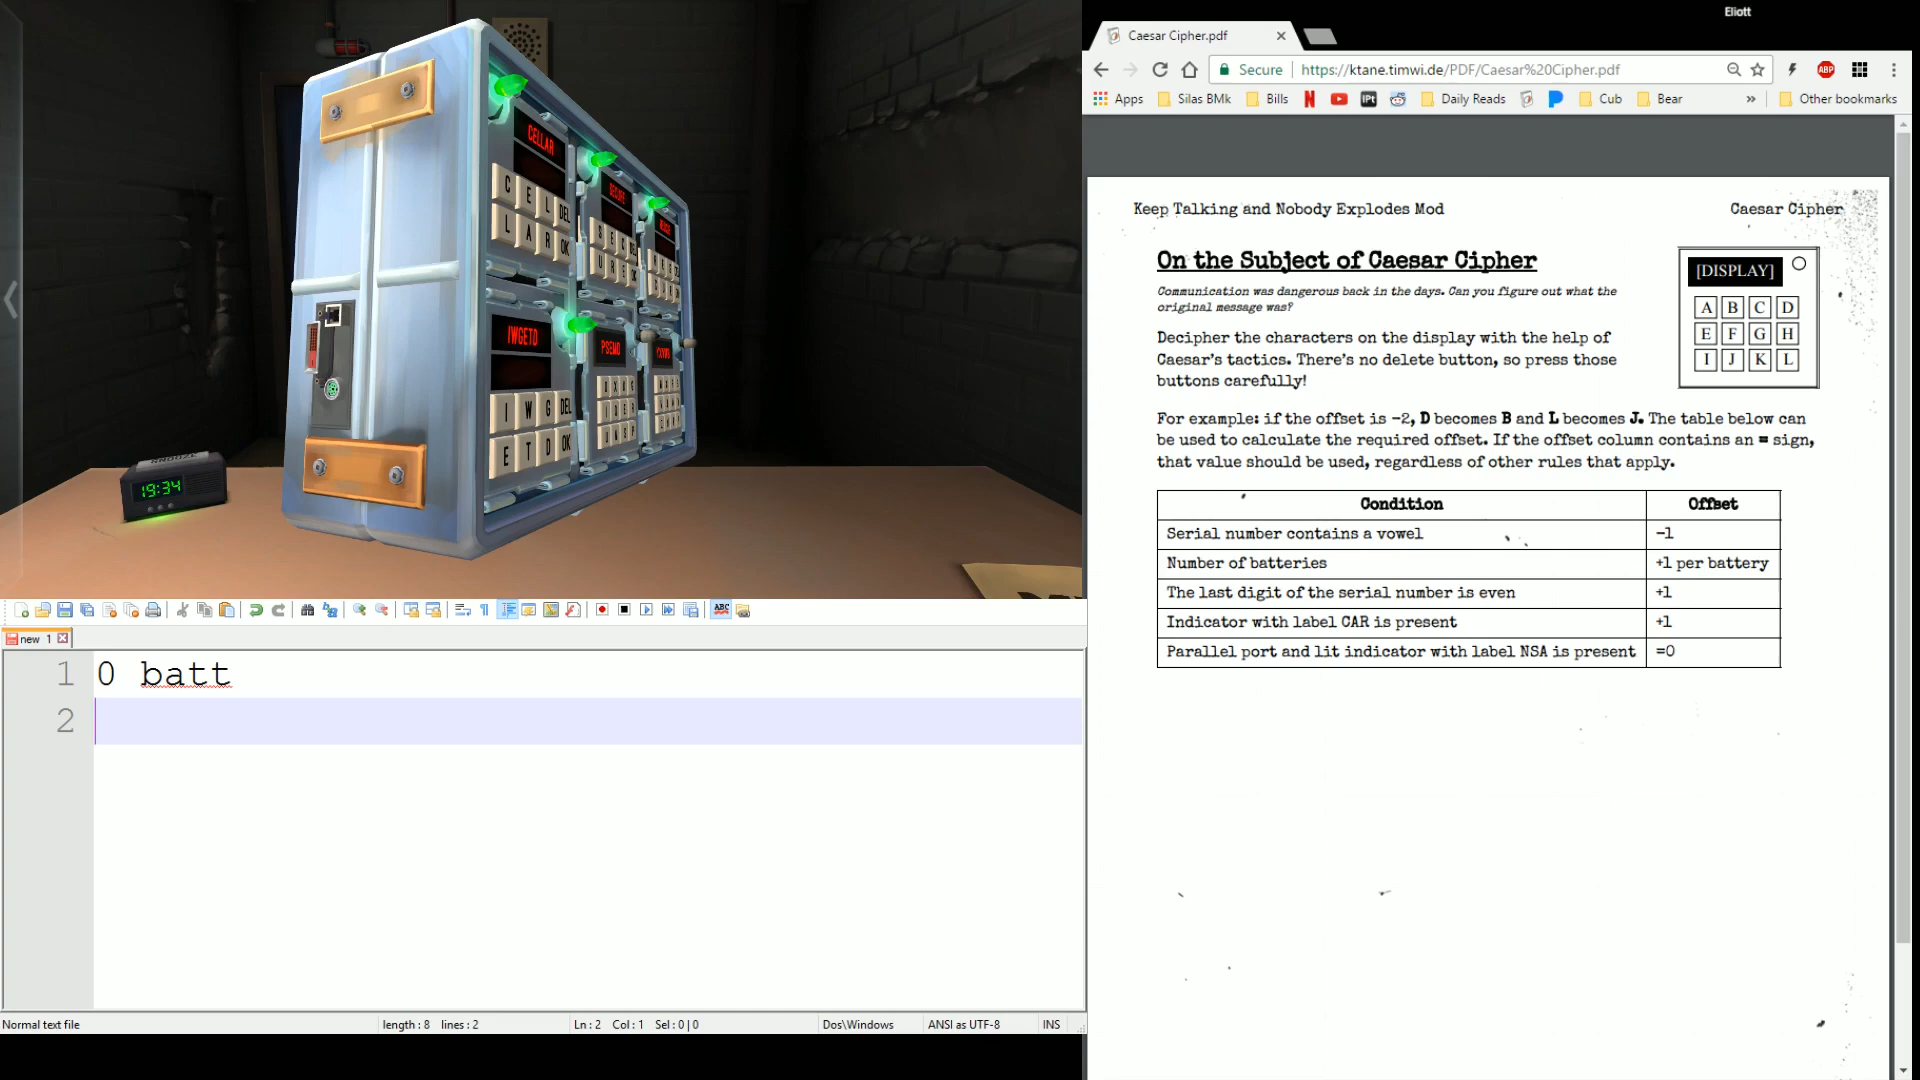 Eliott
Caesar Cipher.pdf
Secure
https://ktane.timwi.de/PDF/Caesar%20Cipher.pdf
ABP
Apps
Silas BMk
Bills
Daily Reads
Cub
Bear
»
Other bookmarks
Keep Talking and Nobody Explodes Mod
Caesar Cipher
On the Subject of Caesar Cipher
Communication was dangerous back in the days. Can you figure out what the
original message was?
Decipher the characters on the display with the help of
Caesar's tactics. There's no delete button, so press those
buttons carefully!
[DISPLAY]
A B C D
E F G H
I J K L
For example: if the offset is -2, D becomes B and L becomes J. The table below can
be used to calculate the required offset. If the offset column contains an = sign,
that value should be used, regardless of other rules that apply.
Condition Offset
Serial number contains a vowel -1
Number of batteries +1 per battery
The last digit of the serial number is even +1
Indicator with label CAR is present +1
Parallel port and lit indicator with label NSA is present =0
CELLAR
C E L DEL
L A R OK
SECURE
S E C DEL
U R E OK
IWGETD
I W G DEL
E T D OK
19:34
SNOOZE
new 1
1 0 batt
2
Normal text file
length : 8 lines : 2
Ln : 2 Col : 1 Sel : 0 | 0
Dos\Windows
ANSI as UTF-8
INS